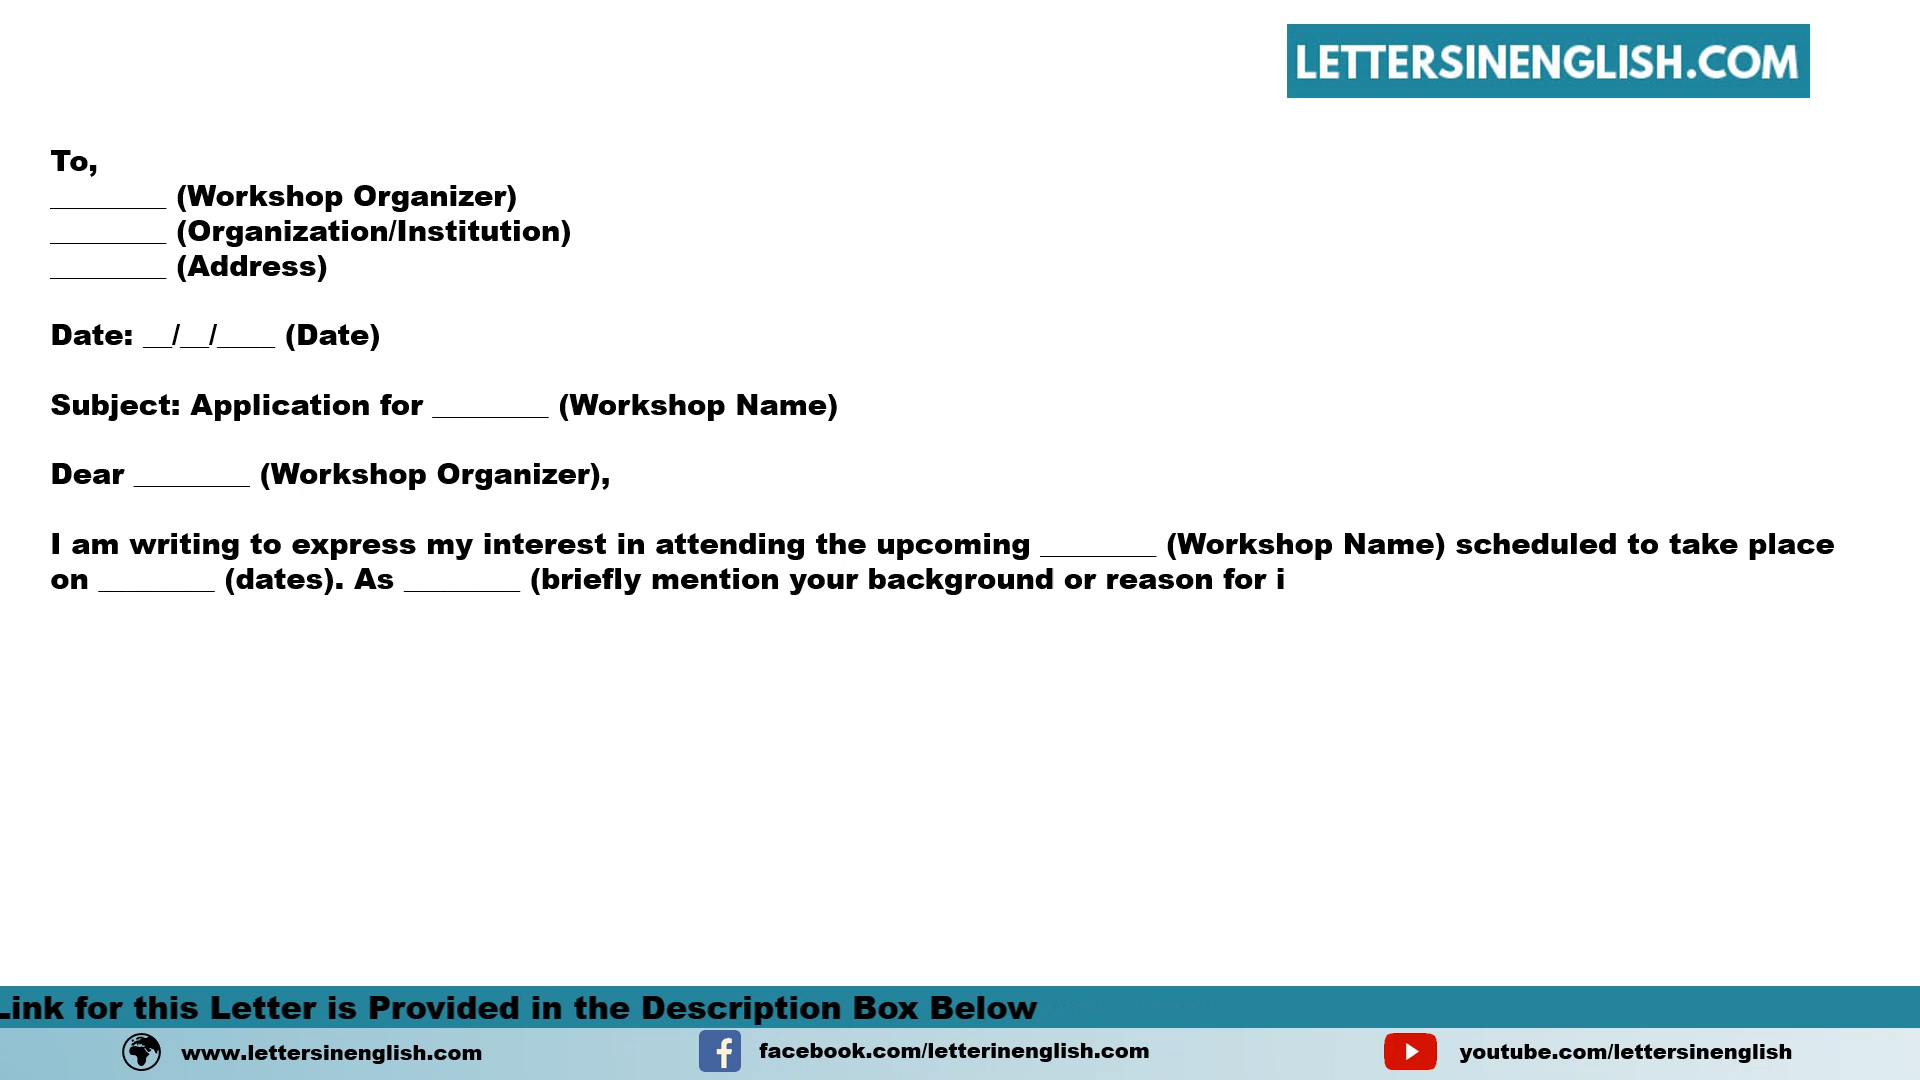 LETTERSINENGLISH.COM
To,
________ (Workshop Organizer)
________ (Organization/Institution)
________ (Address)
Date: __/__/____ (Date)
Subject: Application for ________ (Workshop Name)
Dear ________ (Workshop Organizer),
I am writing to express my interest in attending the upcoming ________ (Workshop Name) scheduled to take place
on ________ (dates). As ________ (briefly mention your background or reason for i
Link for this Letter is Provided in the Description Box Below
www.lettersinenglish.com
facebook.com/letterinenglish.com
youtube.com/lettersinenglish